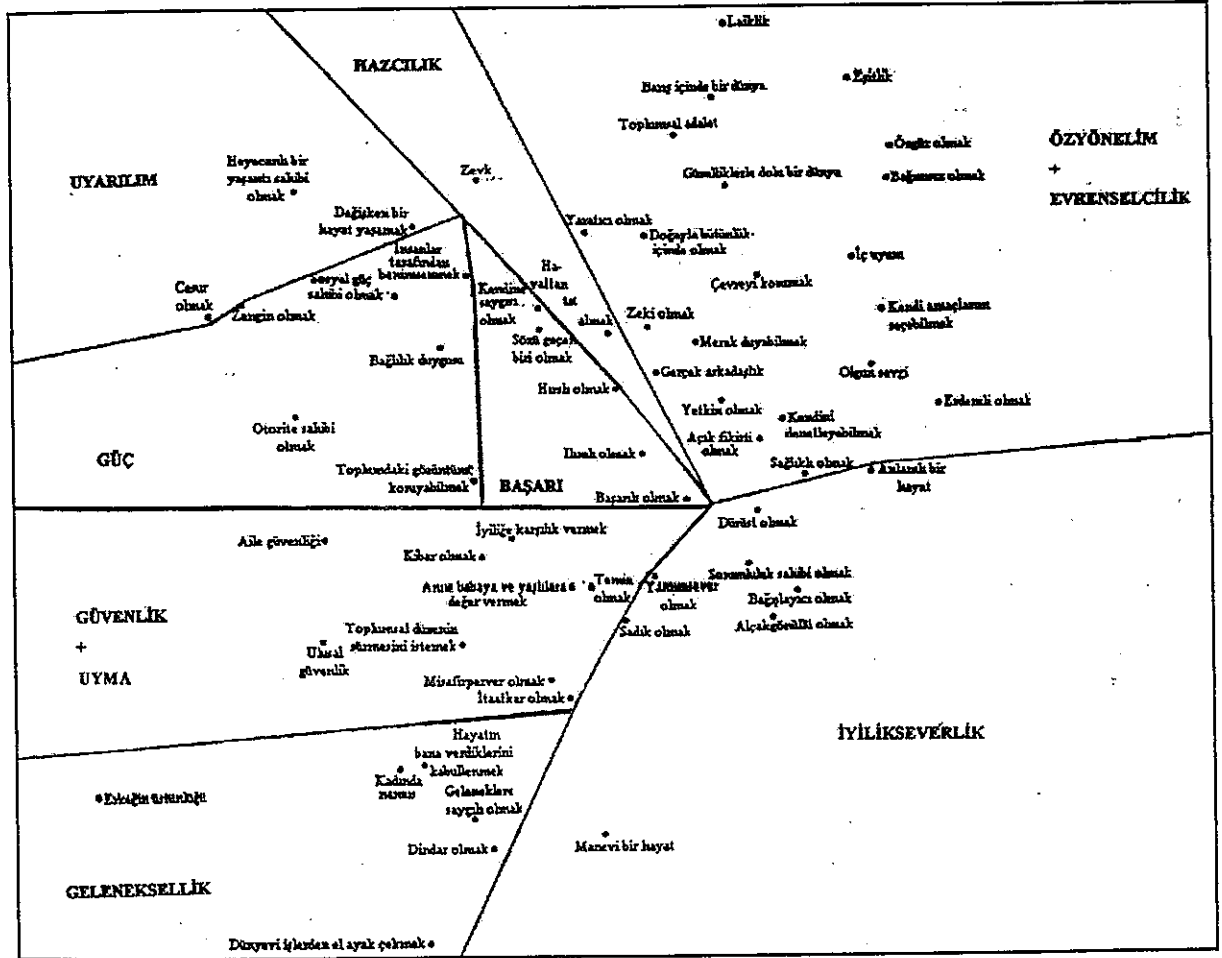 Laiklik
HAZCILIK
Eşitlik
Barış içinde bir dünya
Toplumsal adalet
Özgür olmak
ÖZYÖNELİM
+
EVRENSELCİLİK
Heyecanlı bir
yaşantı sahibi
olmak
UYARILIM
Zevk
Güzelliklerle dolu bir dünya
Bağımsız olmak
Değişken bir
hayat yaşamak
Yaratıcı olmak
Doğayla bütünlük
içinde olmak
İnsanlar
tarafından
benimsenmek
İç uyum
Ha-
yalları
olmak
Sosyal güç
sahibi olmak
Kendine
saygısı
olmak
Çevreyi korumak
Cesur
olmak
Zengin olmak
Kendi amaçlarını
seçebilmek
Zeki olmak
Sözü geçen
biri olmak
Merak duyabilmek
Bağlılık duygusu
Gerçek arkadaşlık
Olgun sevgi
Hırslı olmak
Yetkin olmak
Erdemli olmak
Kendini
denetleyebilmek
Otorite sahibi
olmak
Açık fikirli
olmak
GÜÇ
Ilımlı olmak
Sağlıklı olmak
Anlamlı bir
hayat
Toplumdaki görüntüsü
koruyabilmek
BAŞARI
Başarılı olmak
Dürüst olmak
Aile güvenliği
İyiliğe karşılık vermek
Kibar olmak
Sorumluluk sahibi olmak
Anne babaya ve yaşlılara
değer vermek
Temiz
olmak
Yardımsever
olmak
Bağışlayıcı olmak
GÜVENLİK
+
UYMA
Sadık olmak
Alçakgönüllü olmak
Toplumsal düzenin
sürmesini istemek
Ulusal
güvenlik
Misafirperver olmak
İtaatkar olmak
İYİLİKSEVERLİK
Hayatın
bana verdiklerini
kabullenmek
Kadında
namus
Geleneklere
saygılı olmak
Erkeğin üstünlüğü
Dindar olmak
Manevi bir hayat
GELENEKSELLİK
Dünyevi işlerden el ayak çekmek